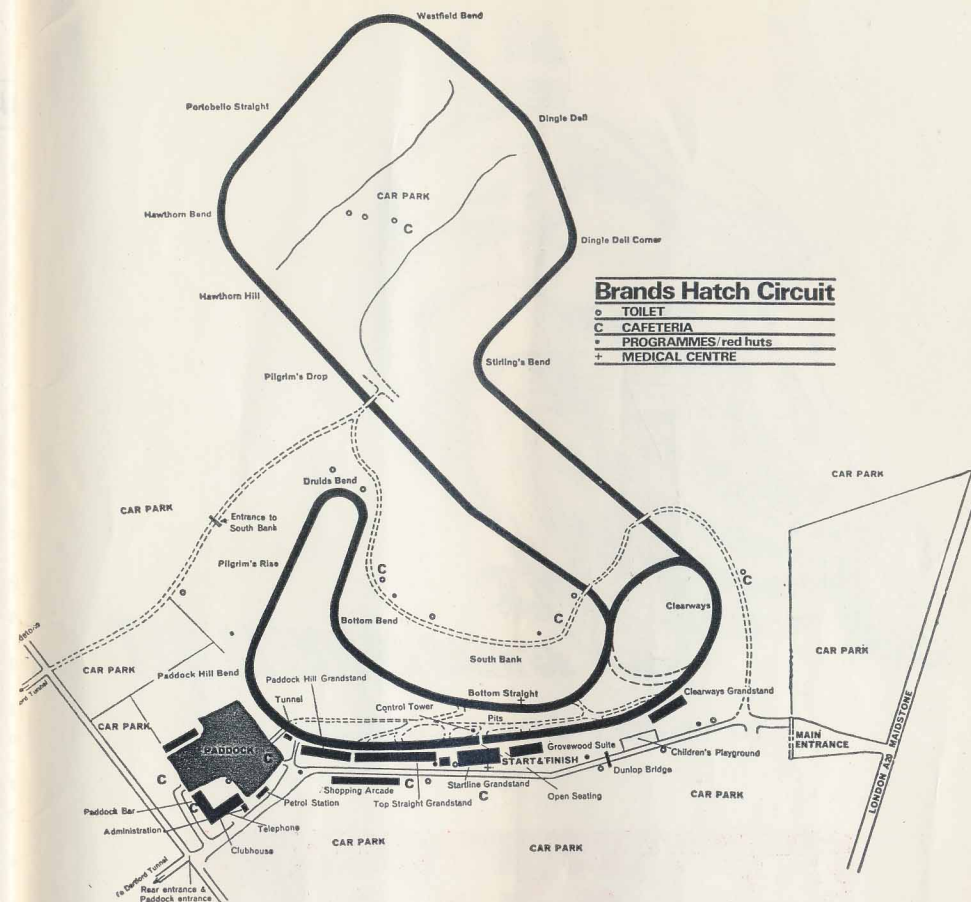 Westfield Bend
Portobello Straight
Dingle Dell
CAR PARK
C
Hawthorn Bend
Dingle Dell Corner
Hawthorn Hill
Brands Hatch Circuit
TOILET
C CAFETERIA
PROGRAMMES/red huts
+ MEDICAL CENTRE
Stirling's Bend
Pilgrim's Drop
CAR PARK
Druids Bend
CAR PARK
Entrance to
South Bank
Pilgrim's Rise
C
C
Clearways
Bottom Bend
C
South Bank
CAR PARK
CAR PARK
Paddock Hill Bend
Paddock Hill Grandstand
Tunnel
Bottom Straight
Control Tower
Pits
Clearways Grandstand
CAR PARK
PADDOCK
C
C
START & FINISH
Grovewood Suite
Children's Playground
MAIN
ENTRANCE
LONDON A20 MAIDSTONE
Dunlop Bridge
Startline Grandstand
Open Seating
Shopping Arcade
C
C
Top Straight Grandstand
Petrol Station
Paddock Bar
C
Administration
Telephone
Clubhouse
CAR PARK
CAR PARK
CAR PARK
To Dartford Tunnel
Rear entrance &
Paddock entrance